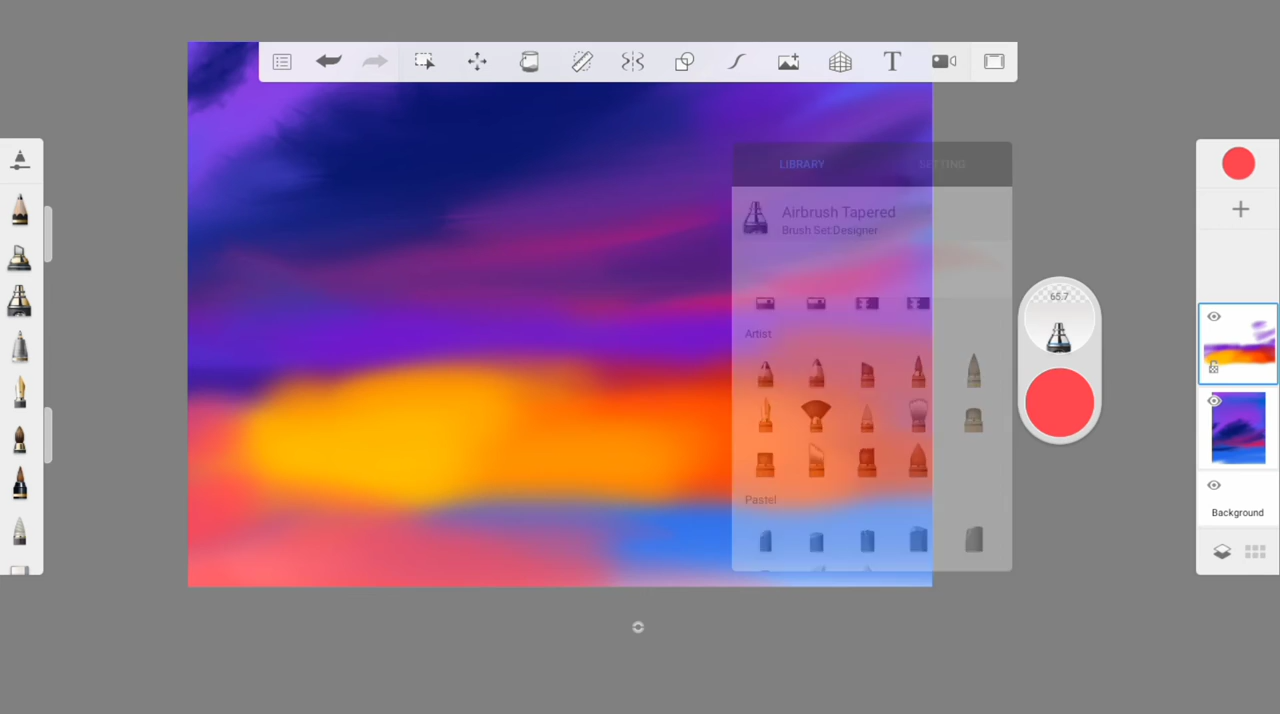 T
LIBRARY
SETTING
Airbrush Tapered
Brush Set:Designer
65.7
Artist
Pastel
Background